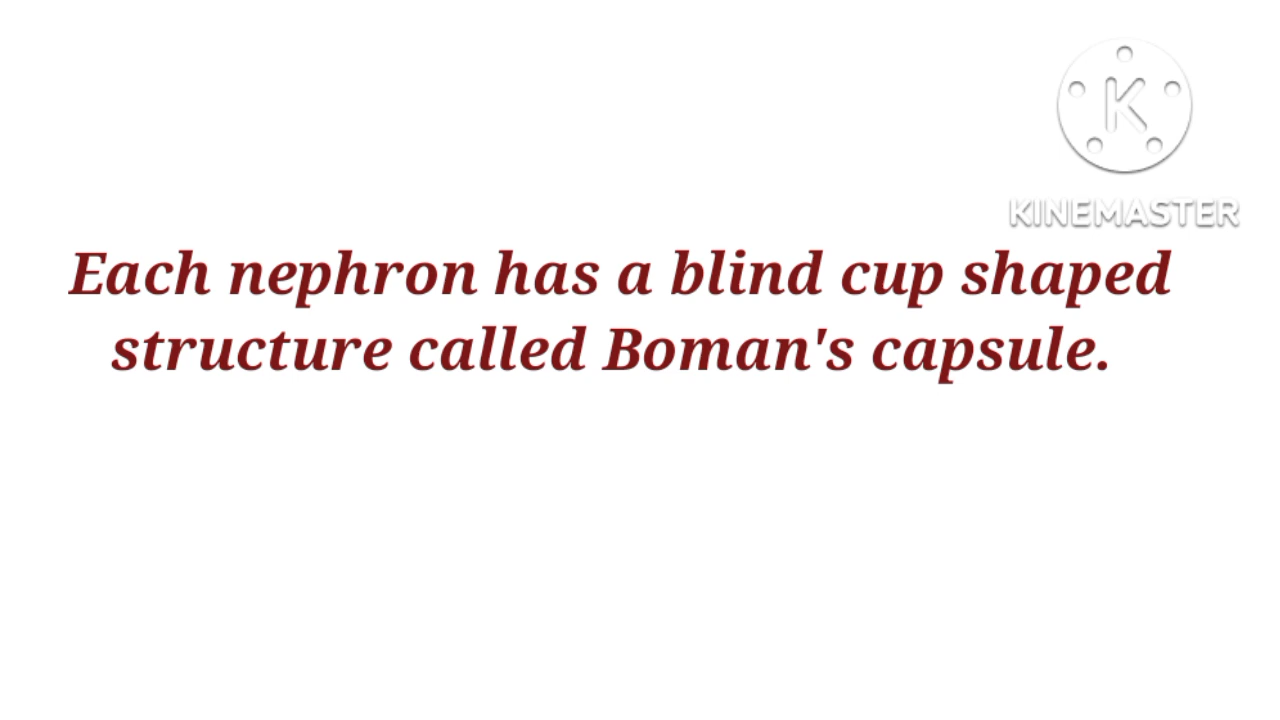 KINEMASTER
Each nephron has a blind cup shaped
structure called Boman's capsule.